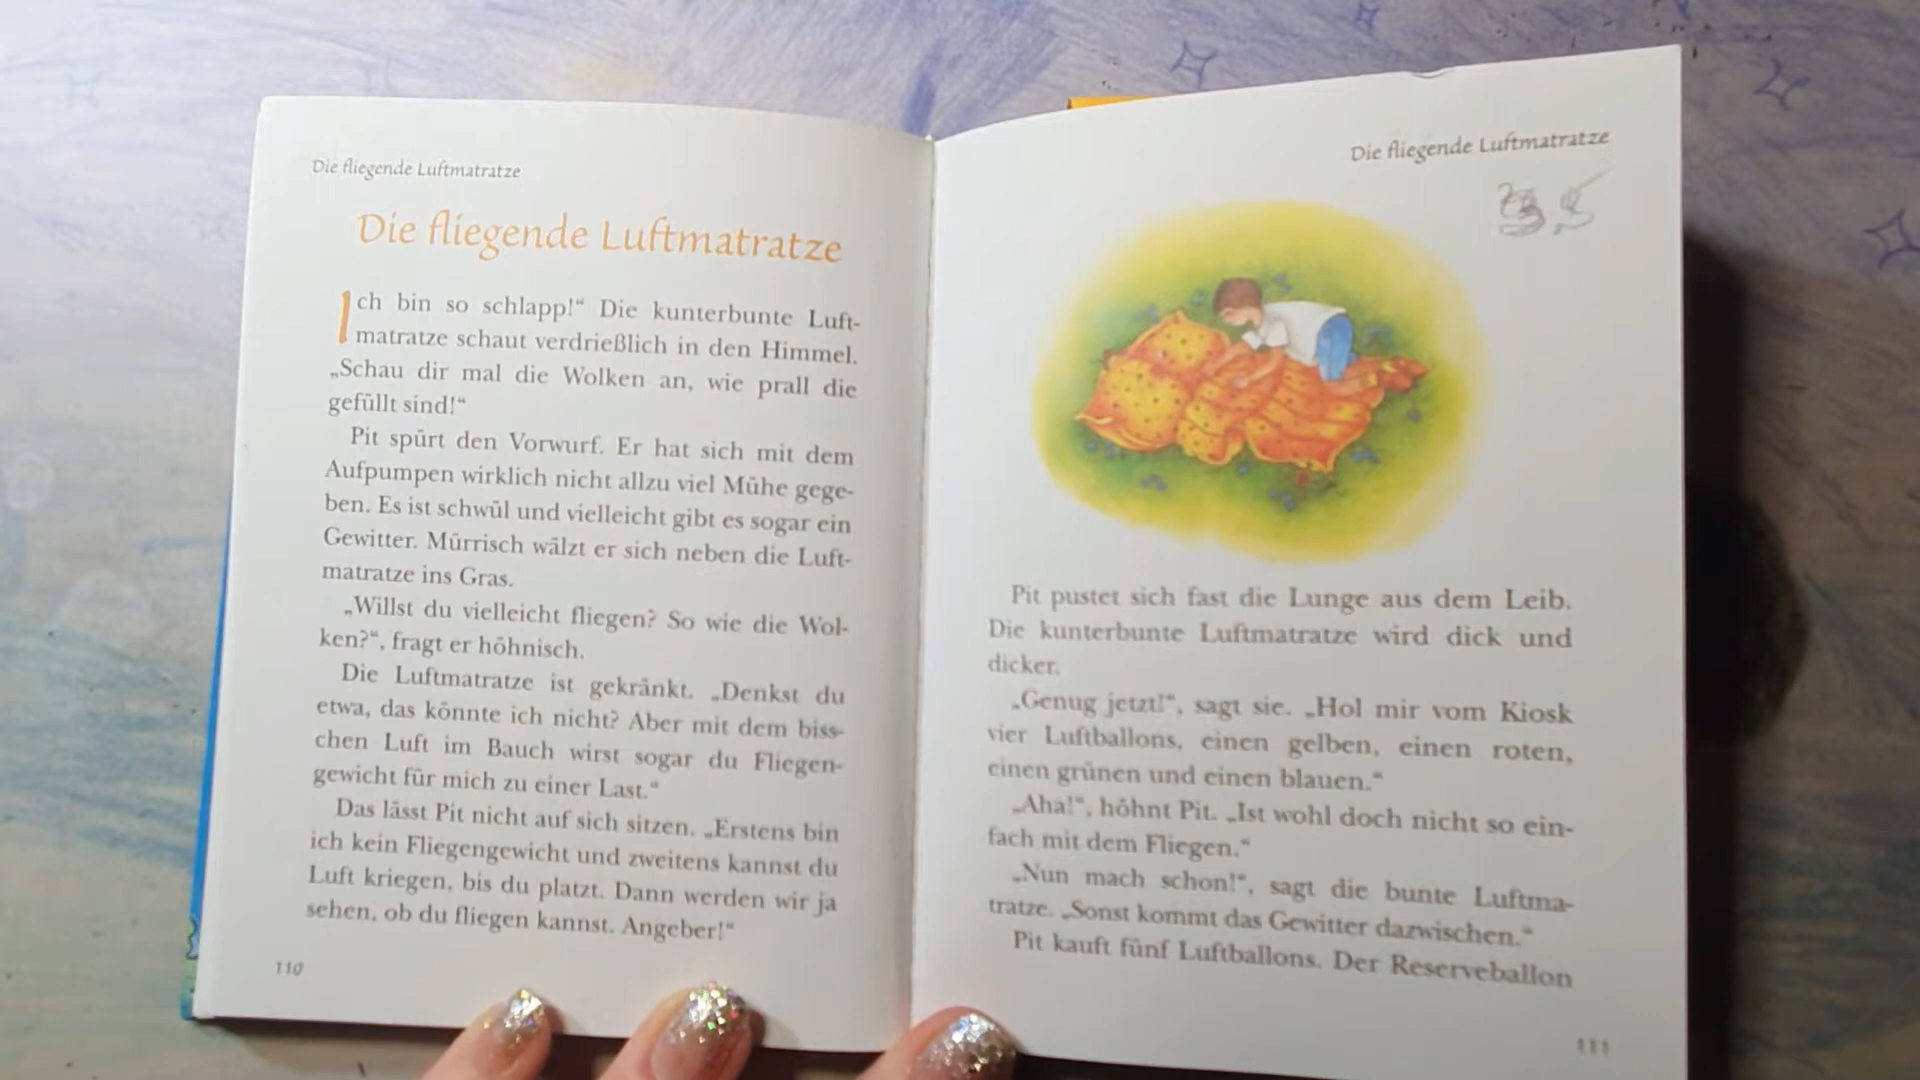 Die fliegende Luftmatratze
Die fliegende Luftmatratze
Ich bin so schlapp!“ Die kunterbunte Luft-
matratze schaut verdrießlich in den Himmel.
„Schau dir mal die Wolken an, wie prall die
gefüllt sind!“
Pit spürt den Vorwurf. Er hat sich mit dem
Aufpumpen wirklich nicht allzu viel Mühe gege-
ben. Es ist schwül und vielleicht gibt es sogar ein
Gewitter. Mürrisch wälzt er sich neben die Luft-
matratze ins Gras.
„Willst du vielleicht fliegen? So wie die Wol-
ken?“, fragt er höhnisch.
Die Luftmatratze ist gekränkt. „Denkst du
etwa, das könnte ich nicht? Aber mit dem biss-
chen Luft im Bauch wirst sogar du Fliegen-
gewicht für mich zu einer Last.“
Das lässt Pit nicht auf sich sitzen. „Erstens bin
ich kein Fliegengewicht und zweitens kannst du
Luft kriegen, bis du platzt. Dann werden wir ja
sehen, ob du fliegen kannst. Angeber!“
110
Die fliegende Luftmatratze
Pit pustet sich fast die Lunge aus dem Leib.
Die kunterbunte Luftmatratze wird dick und
dicker.
„Genug jetzt!“, sagt sie. „Hol mir vom Kiosk
vier Luftballons, einen gelben, einen roten,
einen grünen und einen blauen.“
„Aha!“, höhnt Pit. „Ist wohl doch nicht so ein-
fach mit dem Fliegen.“
„Nun mach schon!“, sagt die bunte Luftma-
tratze. „Sonst kommt das Gewitter dazwischen.“
Pit kauft fünf Luftballons. Der Reserveballon
111